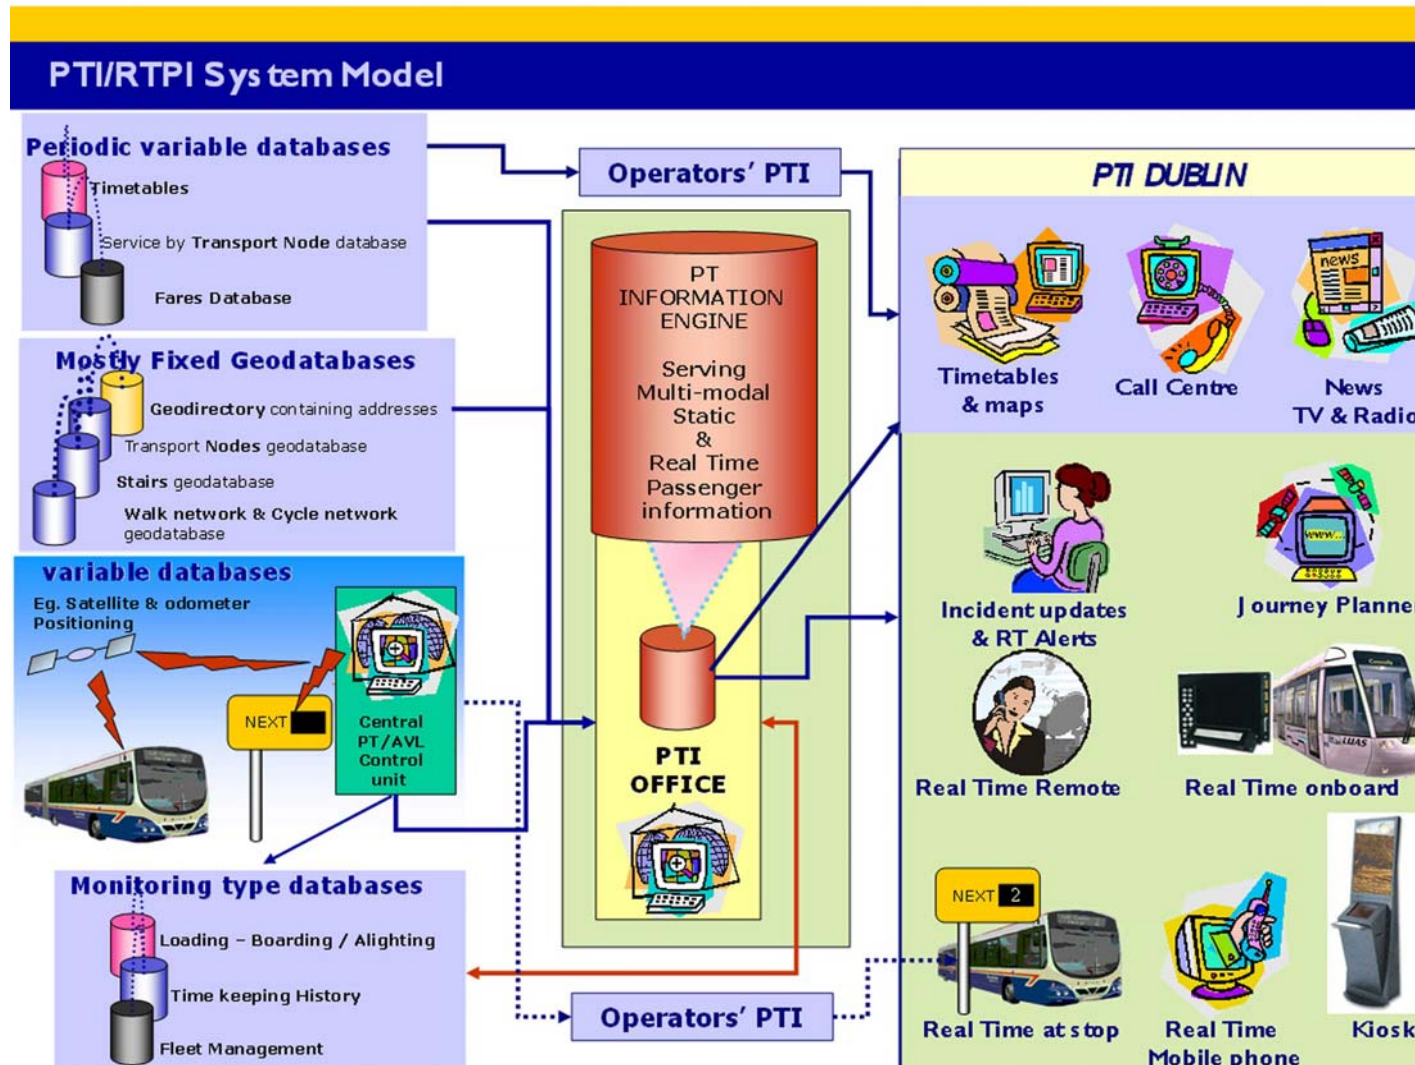 PTI/RTPI System Model
Periodic variable databases
Timetables
Service by Transport Node database
Fares Database
Mostly Fixed Geodatabases
Geodirectory containing addresses
Transport Nodes geodatabase
Stairs geodatabase
Walk network & Cycle network
geodatabase
variable databases
Eg. Satellite & odometer
Positioning
NEXT
Central
PT/AVL
Control
unit
Monitoring type databases
Loading – Boarding / Alighting
Time keeping History
Fleet Management
Operators' PTI
PT
INFORMATION
ENGINE
Serving
Multi-modal
Static
&
Real Time
Passenger
information
PTI
OFFICE
Operators' PTI
PTI DUBLIN
news
Timetables
& maps
Call Centre
News
TV & Radio
www...
Incident updates
& RT Alerts
Journey Planne
LUAS
Real Time Remote
Real Time onboard
NEXT 2
Real Time at stop
Real Time
Mobile phone
Kiosk